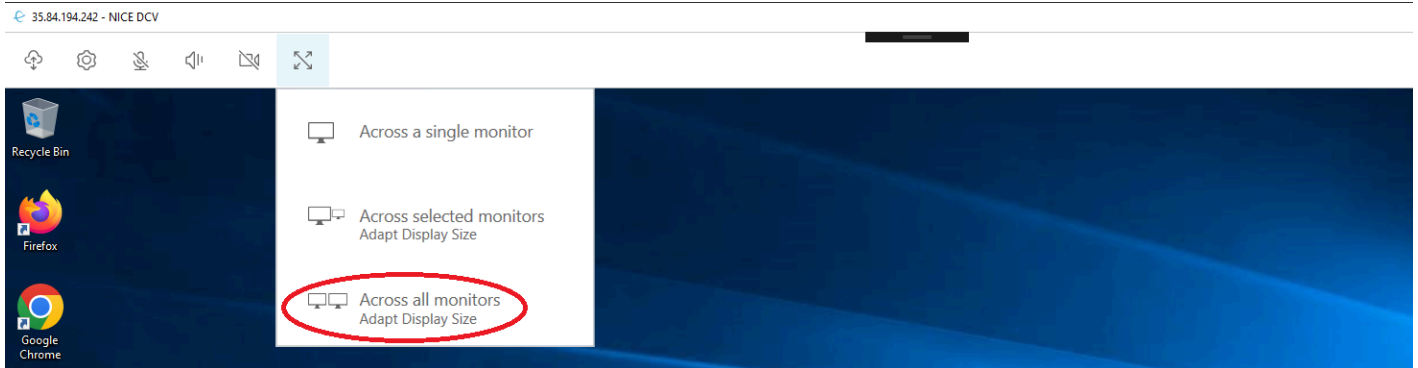 35.84.194.242 - NICE DCV
Across a single monitor
Across selected monitors
Adapt Display Size
Across all monitors
Adapt Display Size
Recycle Bin
Firefox
Google
Chrome